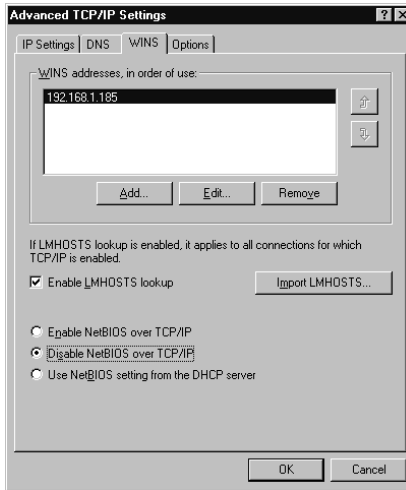 Advanced TCP/IP Settings
IP Settings DNS WINS Options
WINS addresses, in order of use:
192.168.1.185
Add... Edit... Remove
If LMHOSTS lookup is enabled, it applies to all connections for which
TCP/IP is enabled.
Enable LMHOSTS lookup Import LMHOSTS...
Enable NetBIOS over TCP/IP
Disable NetBIOS over TCP/IP
Use NetBIOS setting from the DHCP server
OK Cancel